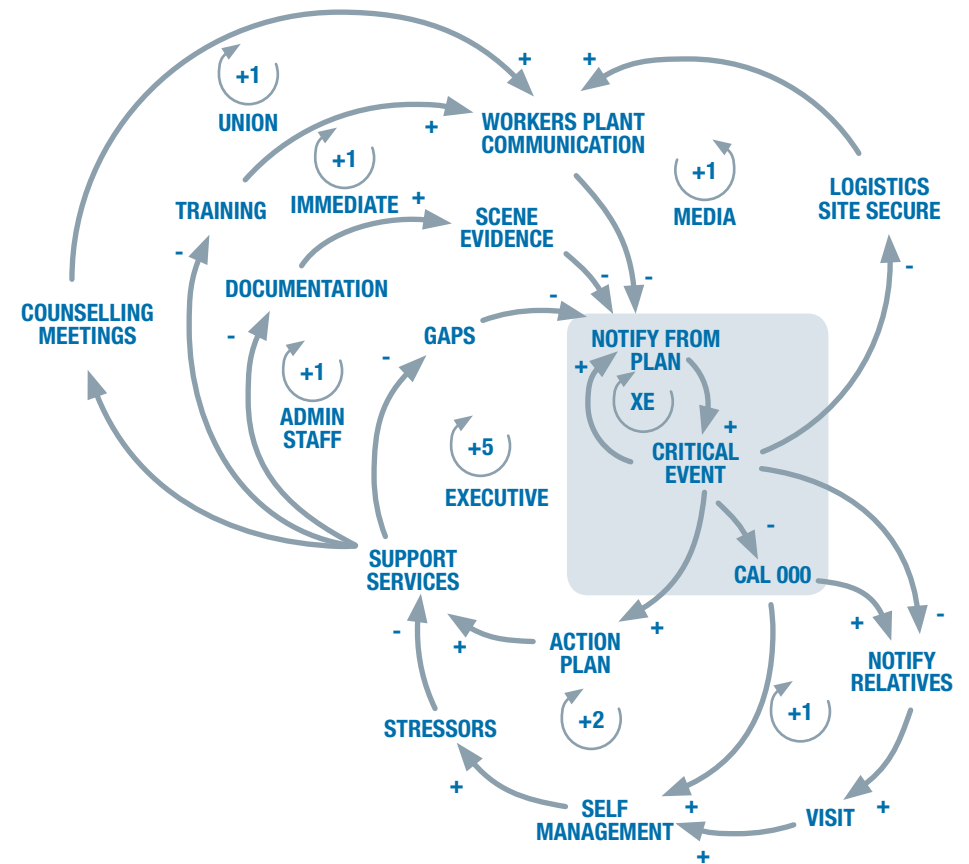 +1
UNION
+
+
WORKERS PLANT
COMMUNICATION
+
+1
IMMEDIATE
+1
MEDIA
LOGISTICS
SITE SECURE
TRAINING
+
SCENE
EVIDENCE
-
-
DOCUMENTATION
-
-
-
COUNSELLING
MEETINGS
-
GAPS
-
NOTIFY FROM
PLAN
+
+1
ADMIN
STAFF
XE
+
+5
EXECUTIVE
CRITICAL
EVENT
-
SUPPORT
SERVICES
CAL 000
-
+
ACTION
PLAN
+
+
-
NOTIFY
RELATIVES
STRESSORS
+2
+1
+
SELF
MANAGEMENT
+
VISIT
+
+